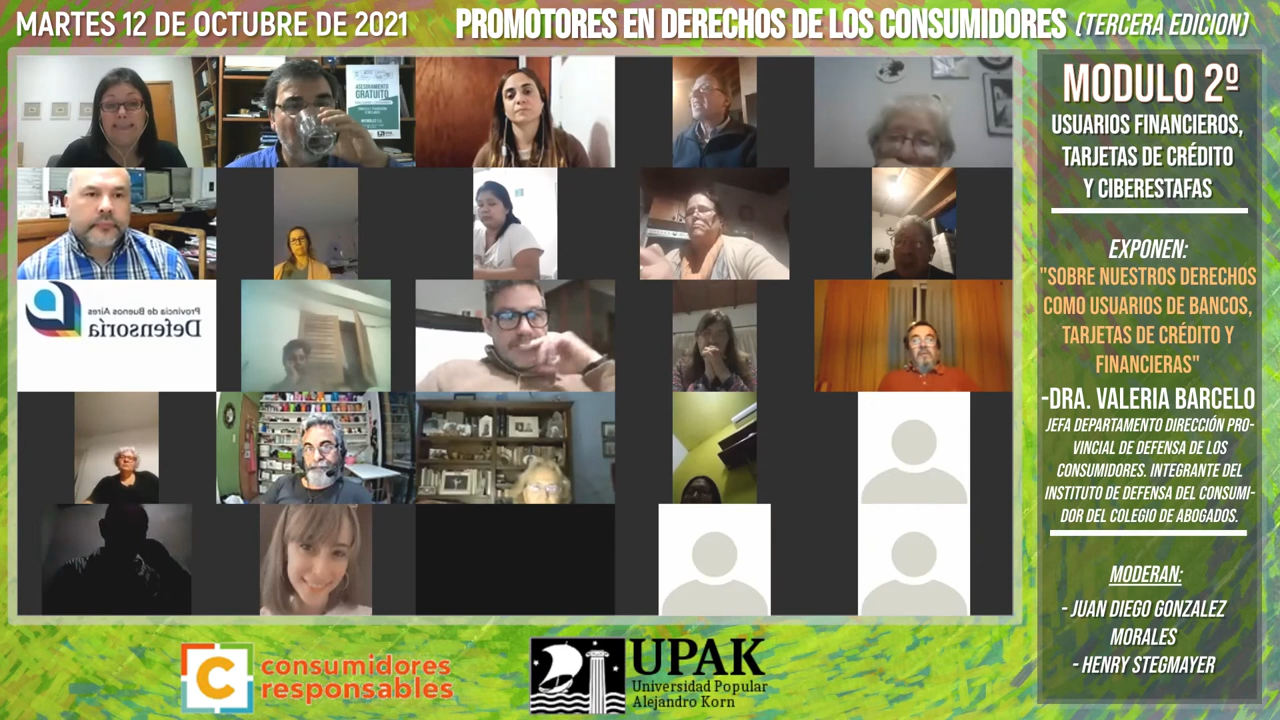 MARTES 12 DE OCTUBRE DE 2021
PROMOTORES EN DERECHOS DE LOS CONSUMIDORES (TERCERA EDICION)
ASESORAMIENTO
GRATUITO
UPAK
Provincia de Buenos Aires
Defensoría
MODULO 2º
USUARIOS FINANCIEROS,
TARJETAS DE CRÉDITO
Y CIBERESTAFAS
EXPONEN:
"SOBRE NUESTROS DERECHOS
COMO USUARIOS DE BANCOS,
TARJETAS DE CRÉDITO Y
FINANCIERAS"
-DRA. VALERIA BARCELO
JEFA DEPARTAMENTO DIRECCIÓN PRO-
VINCIAL DE DEFENSA DE LOS
CONSUMIDORES. INTEGRANTE DEL
INSTITUTO DE DEFENSA DEL CONSUMI-
DOR DEL COLEGIO DE ABOGADOS.
MODERAN:
- JUAN DIEGO GONZALEZ
MORALES
- HENRY STEGMAYER
C consumidores
responsables
UPAK
Universidad Popular
Alejandro Korn